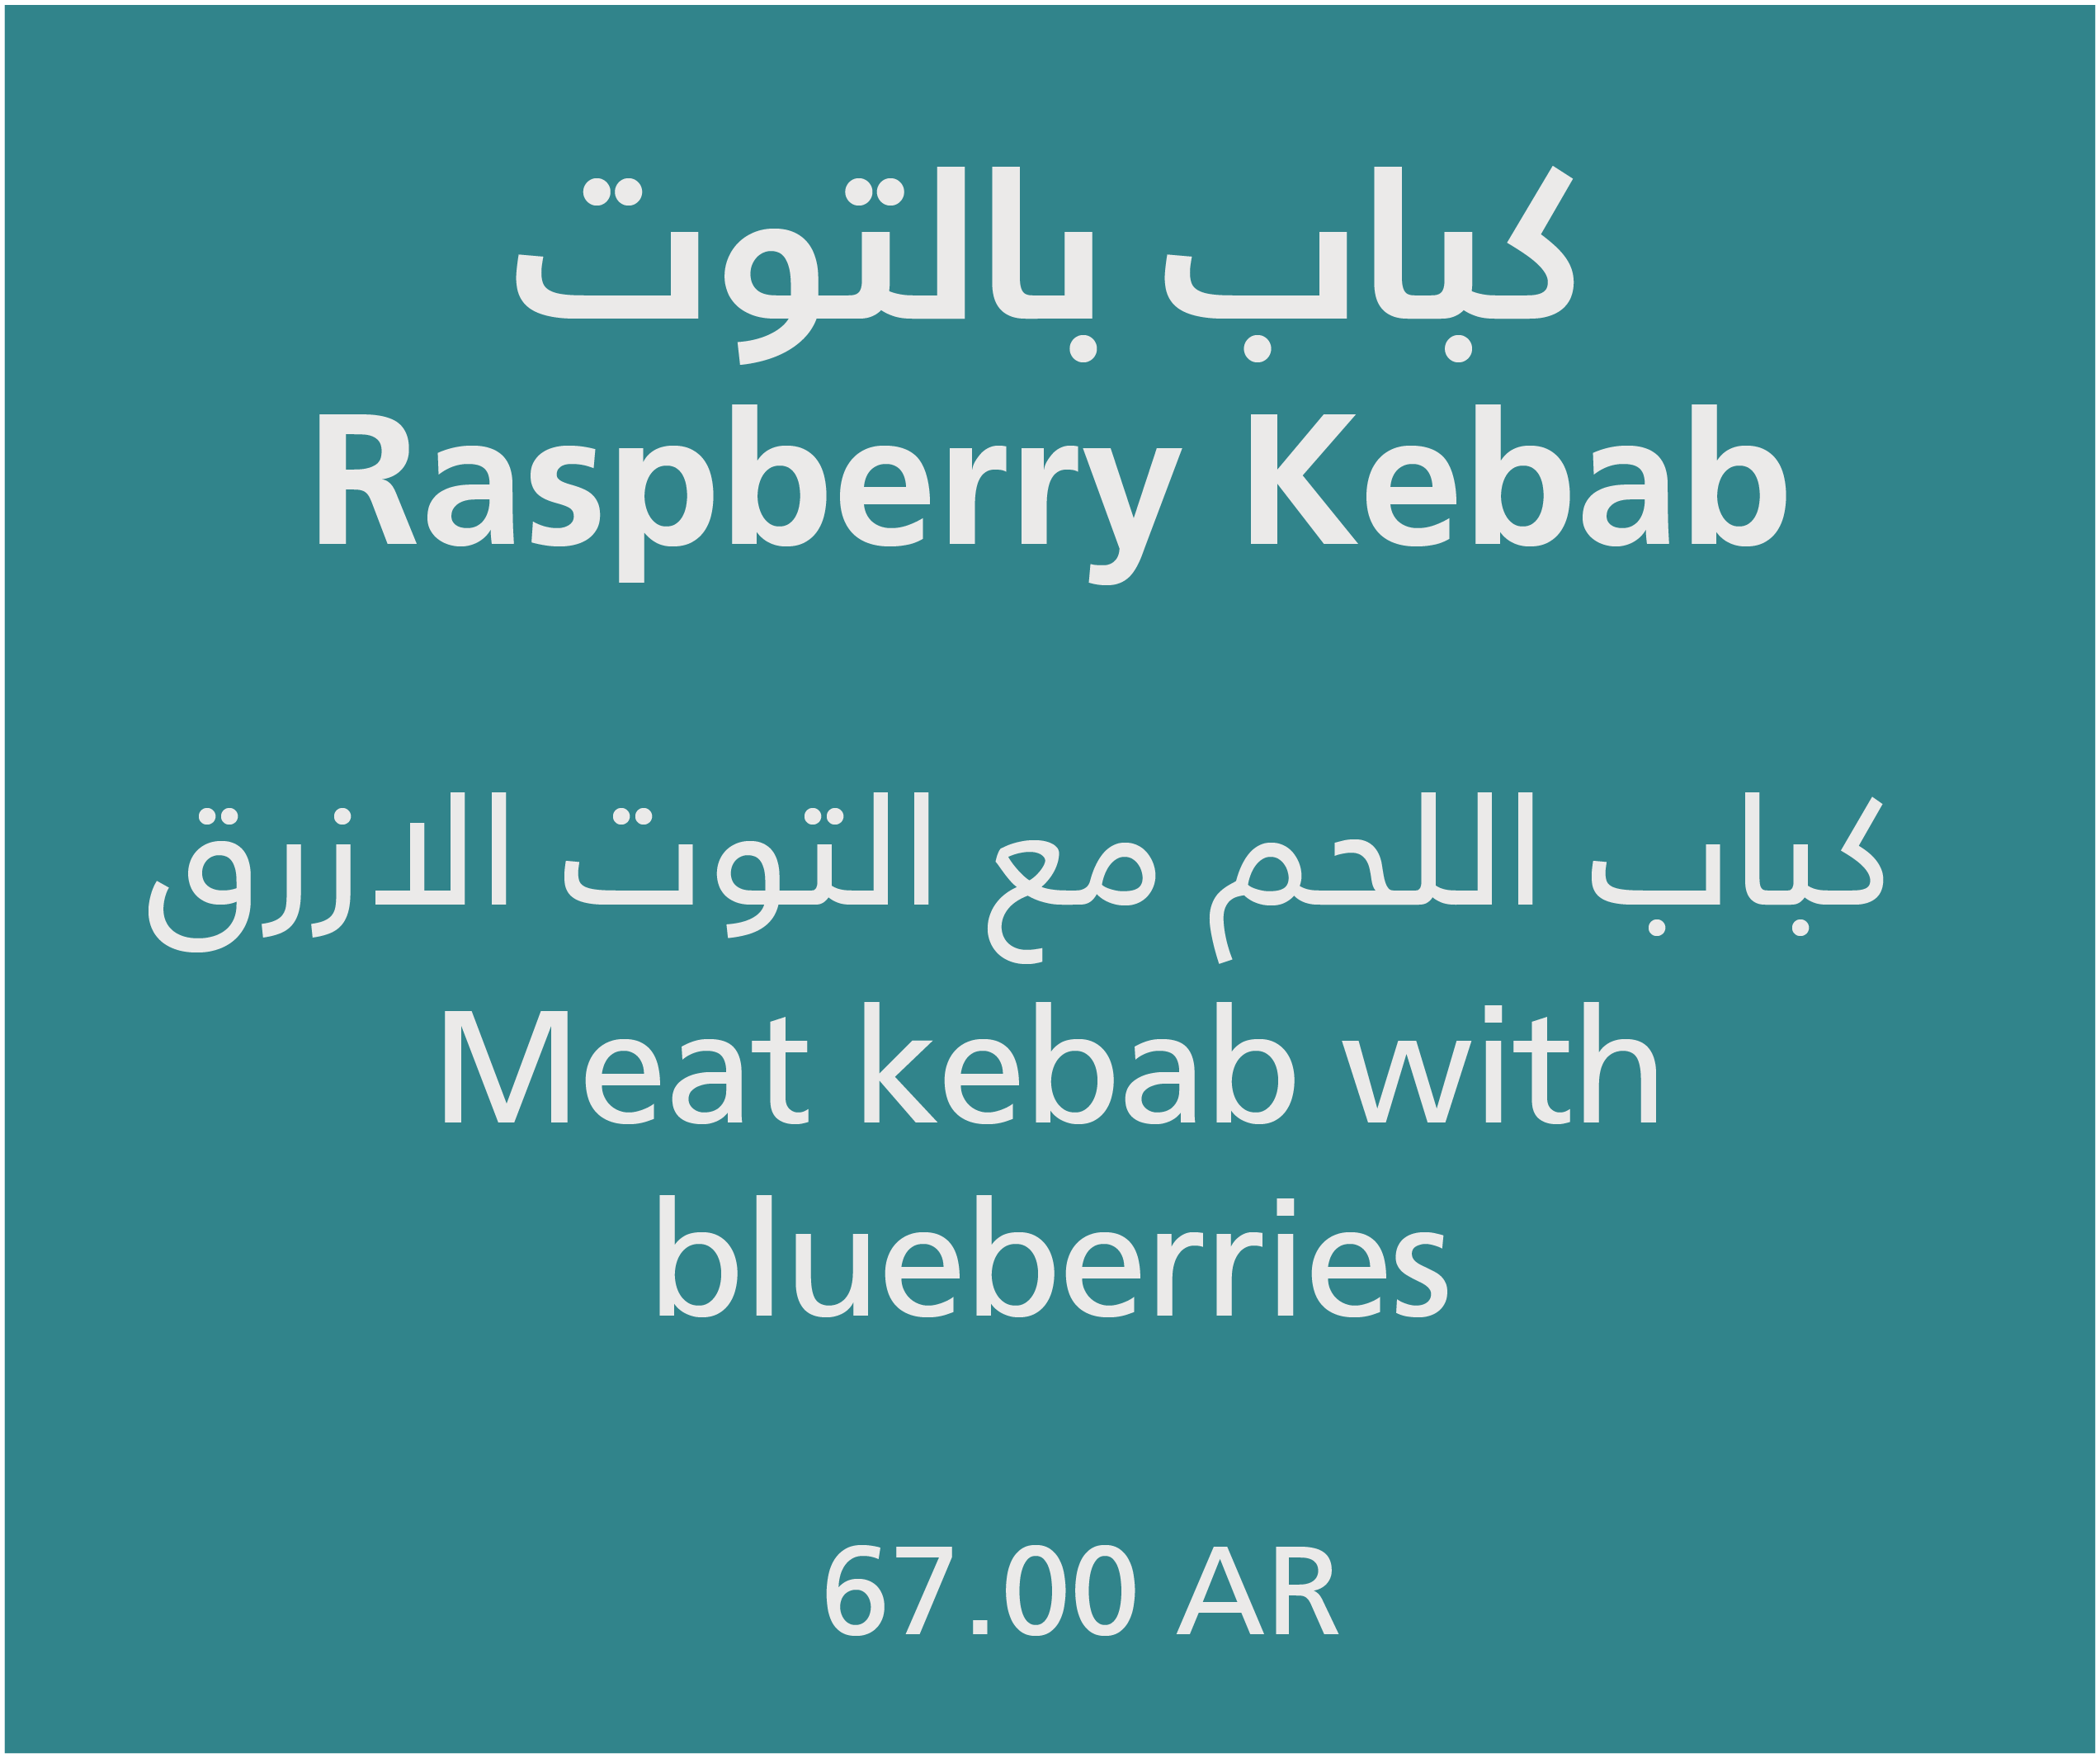 كباب بالتوت
Raspberry Kebab
كباب اللحم مع التوت الازرق
Meat kebab with
blueberries
67.00 AR